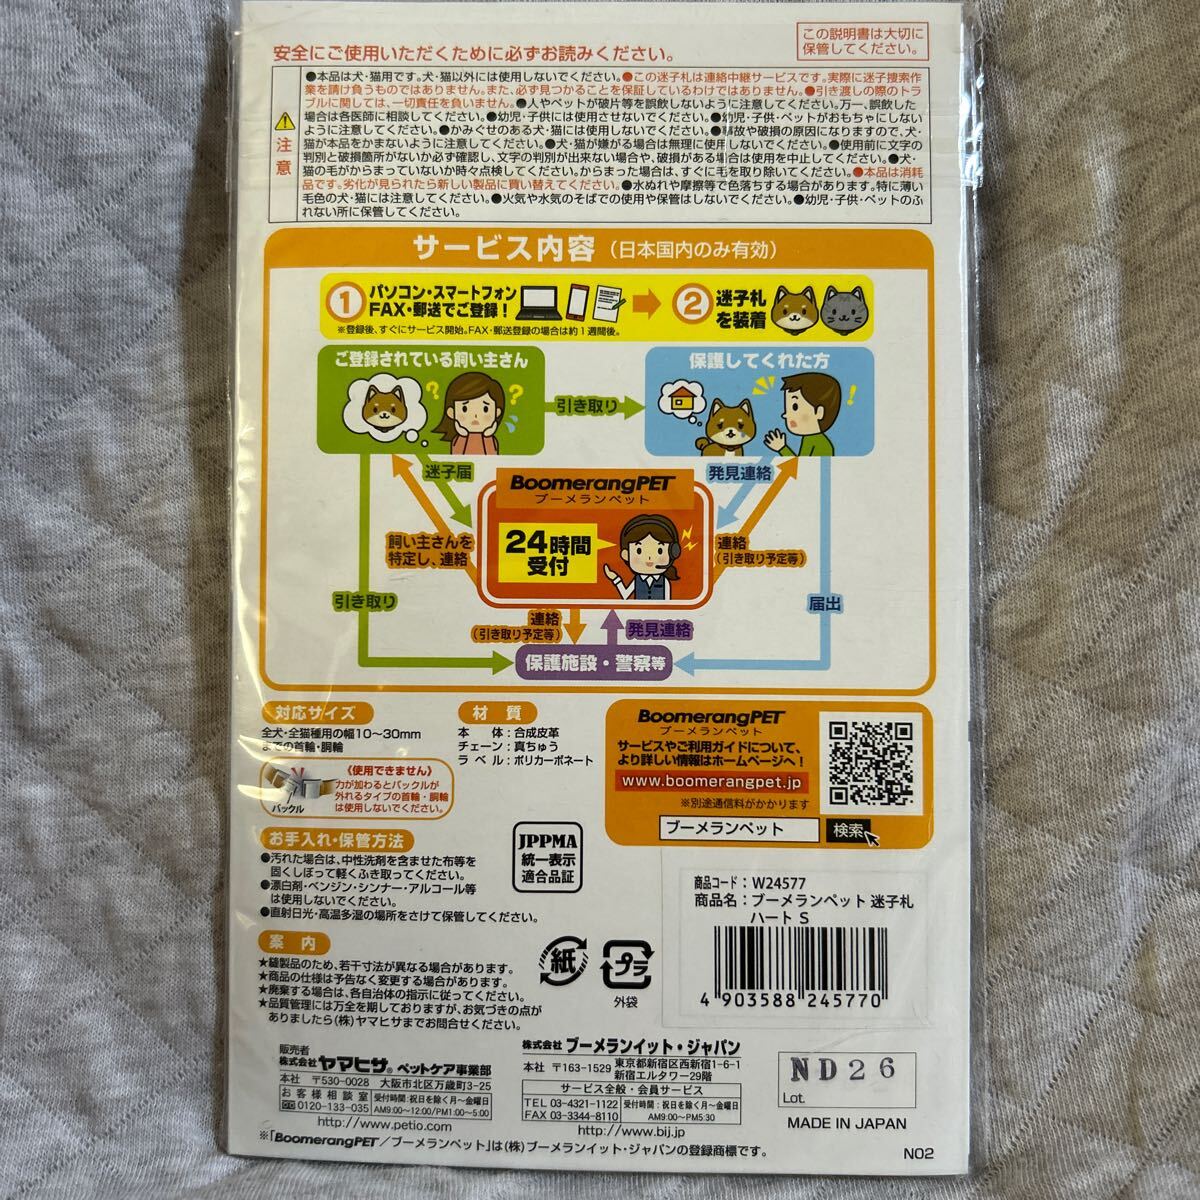 この説明書は大切に
保管してください。
安全にご使用いただくために必ずお読みください。
注意
●本品は犬・猫用です。犬・猫以外には使用しないでください。●この迷子札は連絡中継サービスです。実際に迷子捜索作
業を請け負うものではありません。また、必ず見つかることを保証しているわけではありません。●引き渡しの際のトラ
ブルに関しては、一切責任を負いません。●人やペットが破片等を誤飲しないように注意してください。万一、誤飲した
場合は各医師に相談してください。●幼児・子供には使用させないでください。●幼児・子供・ペットがおもちゃにしない
ように注意してください。●かみぐせのある犬・猫には使用しないでください。●事故や破損の原因になりますので、犬・
猫が本品をかまないように注意してください。●犬・猫が嫌がる場合は無理に使用しないでください。●使用前に文字の
判別と破損箇所がないか必ず確認し、文字の判別が出来ない場合や、破損がある場合は使用を中止してください。●犬・
猫の毛がからまっていないか時々点検してください。からまった場合は、すぐに毛を取り除いてください。●本品は消耗
品です。劣化が見られたら新しい製品に買い替えてください。●水ぬれや摩擦等で色落ちする場合があります。特に薄い
毛色の犬・猫には注意してください。●火気や水気のそばでの使用や保管はしないでください。●幼児・子供・ペットのふ
れない所に保管してください。
サービス内容(日本国内のみ有効)
1 パソコン・スマートフォン
FAX・郵送でご登録!
※登録後、すぐにサービス開始。FAX・郵送登録の場合は約1週間後。
2 迷子札
を装着
ご登録されている飼い主さん
引き取り
保護してくれた方
迷子届
発見連絡
BoomerangPET
ブーメランペット
24時間
受付
飼い主さんを
特定し、連絡
連絡
(引き取り予定等)
引き取り
届出
連絡
(引き取り予定等)
発見連絡
保護施設・警察等
対応サイズ
全犬・全猫種用の幅10〜30mm
までの首輪・胴輪
《使用できません》
力が加わるとバックルが
外れるタイプの首輪・胴輪
は使用しないでください。
バックル
材質
本体:合成皮革
チェーン:真ちゅう
ラベル:ポリカーボネート
BoomerangPET
ブーメランペット
サービスやご利用ガイドについて、
より詳しい情報はホームページへ!
www.boomerangpet.jp
※別途通信料がかかります
ブーメランペット 検索
お手入れ・保管方法
●汚れた場合は、中性洗剤を含ませた布等を
固くしぼって軽くふき取ってください。
●漂白剤・ベンジン・シンナー・アルコール等
は使用しないでください。
●直射日光・高温多湿の場所をさけて保管してください。
JPPMA
統一表示
適合品証
商品コード:W24577
商品名:ブーメランペット 迷子札
ハート S
4 903588 245770
案内
★縫製品のため、若干寸法が異なる場合があります。
★商品の仕様は予告なく変更する場合があります。
★廃棄する場合は、各自治体の指示に従ってください。
★品質管理には万全を期しておりますが、お気づきの点が
ありましたら(株)ヤマヒサまでお問合せください。
紙
プラ
外袋
販売者
株式会社 ヤマヒサ® ペットケア事業部
本社 〒530-0028 大阪市北区万歳町3-25
お客様相談室
0120-133-035
受付時間:祝日を除く月〜金曜日
AM9:00〜12:00/PM1:00〜5:00
http://www.petio.com
株式会社 ブーメランイット・ジャパン
本社 〒163-1529 東京都新宿区西新宿1-6-1
新宿エルタワー29階
サービス全般・会員サービス
TEL 03-4321-1122
FAX 03-3344-8110
受付時間:祝日を除く月〜金曜日
AM9:00〜PM5:30
http://www.bij.jp
※「BoomerangPET/ブーメランペット」は(株)ブーメランイット・ジャパンの登録商標です。
ND26
Lot.
MADE IN JAPAN
N02